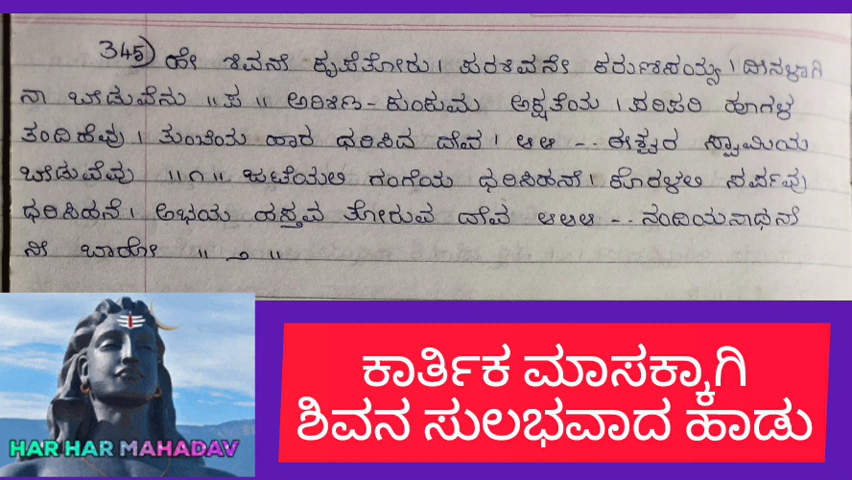 345) ಹೇ ಶಿವನೇ ಕೃಪೆತೋರು। ಪರಶಿವನೇ ಕರುಣಿಸಯ್ಯ। ದೀನಳಾಗಿ
ನಾ ಬೇಡುವೆನು ॥ಪ॥ ಅರಿಶಿಣ-ಕುಂಕುಮ ಅಕ್ಷತೆಯ। ಪರಿಪರಿ ಹೂಗಳ
ತಂದಿಹೆವು। ತುಂಬೆಯ ಹಾರ ಧರಿಸಿದ ದೇವ। ಆಆ -.. ಈಶ್ವರ ಸ್ವಾಮಿಯ
ಬೇಡುವೆವು ॥೧॥ ಜಟೆಯಲಿ ಗಂಗೆಯ ಧರಿಸಿಹನೇ। ಕೊರಳಲಿ ಸರ್ಪವು
ಧರಿಸಿಹನೆ। ಅಭಯ ಹಸ್ತವ ತೋರುವ ದೇವ ಆಆಆ -.. ನಂದಿಯನಾಥನೇ
ನೀ ಬಾರೋ ॥೨॥
HAR HAR MAHADAV
ಕಾರ್ತಿಕ ಮಾಸಕ್ಕಾಗಿ
ಶಿವನ ಸುಲಭವಾದ ಹಾಡು